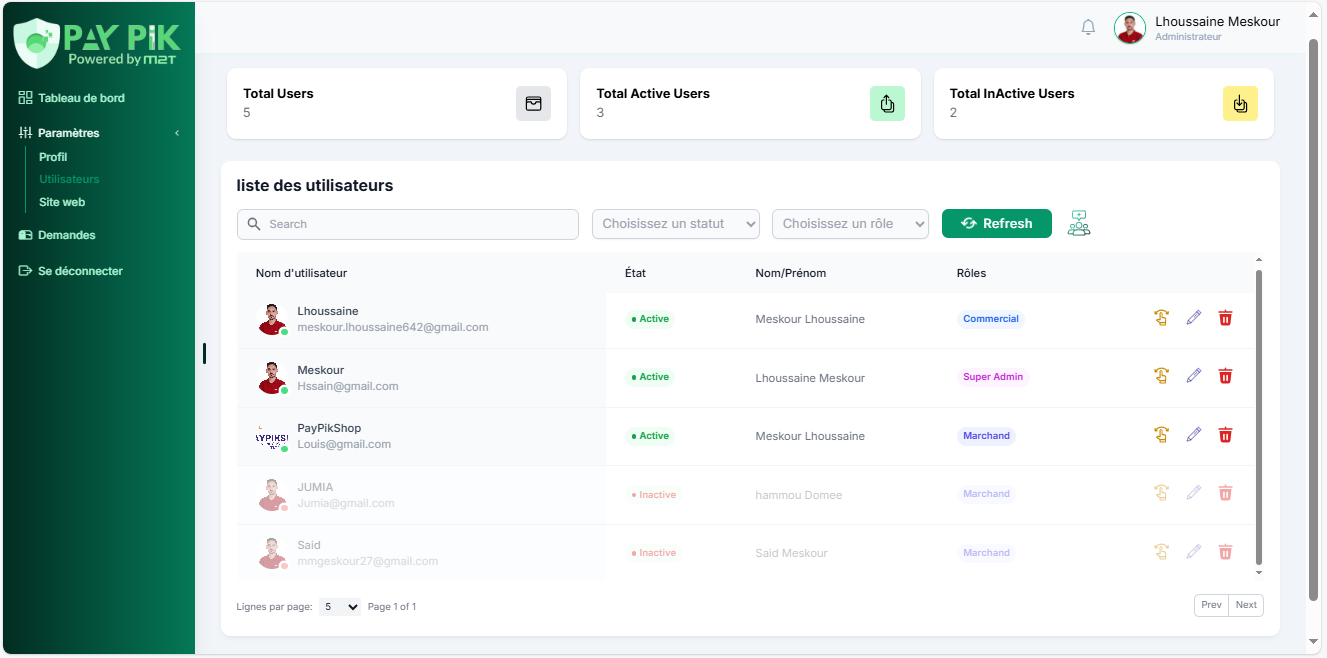 PAY PIK
Powered by M2T
Lhoussaine Meskour
Administrateur
Tableau de bord
Paramètres
Profil
Utilisateurs
Site web
Demandes
Se déconnecter
Total Users
5
Total Active Users
3
Total InActive Users
2
liste des utilisateurs
Search
Choisissez un statut
Choisissez un rôle
Refresh
Nom d'utilisateur État Nom/Prénom Rôles
Lhoussaine
meskour.lhoussaine642@gmail.com
Active
Meskour Lhoussaine
Commercial
Meskour
Hssain@gmail.com
Active
Lhoussaine Meskour
Super Admin
PayPikShop
Louis@gmail.com
Active
Meskour Lhoussaine
Marchand
JUMIA
Jumia@gmail.com
Inactive
hammou Domee
Marchand
Said
mmgeskour27@gmail.com
Inactive
Said Meskour
Marchand
Lignes par page: 5 Page 1 of 1
Prev Next